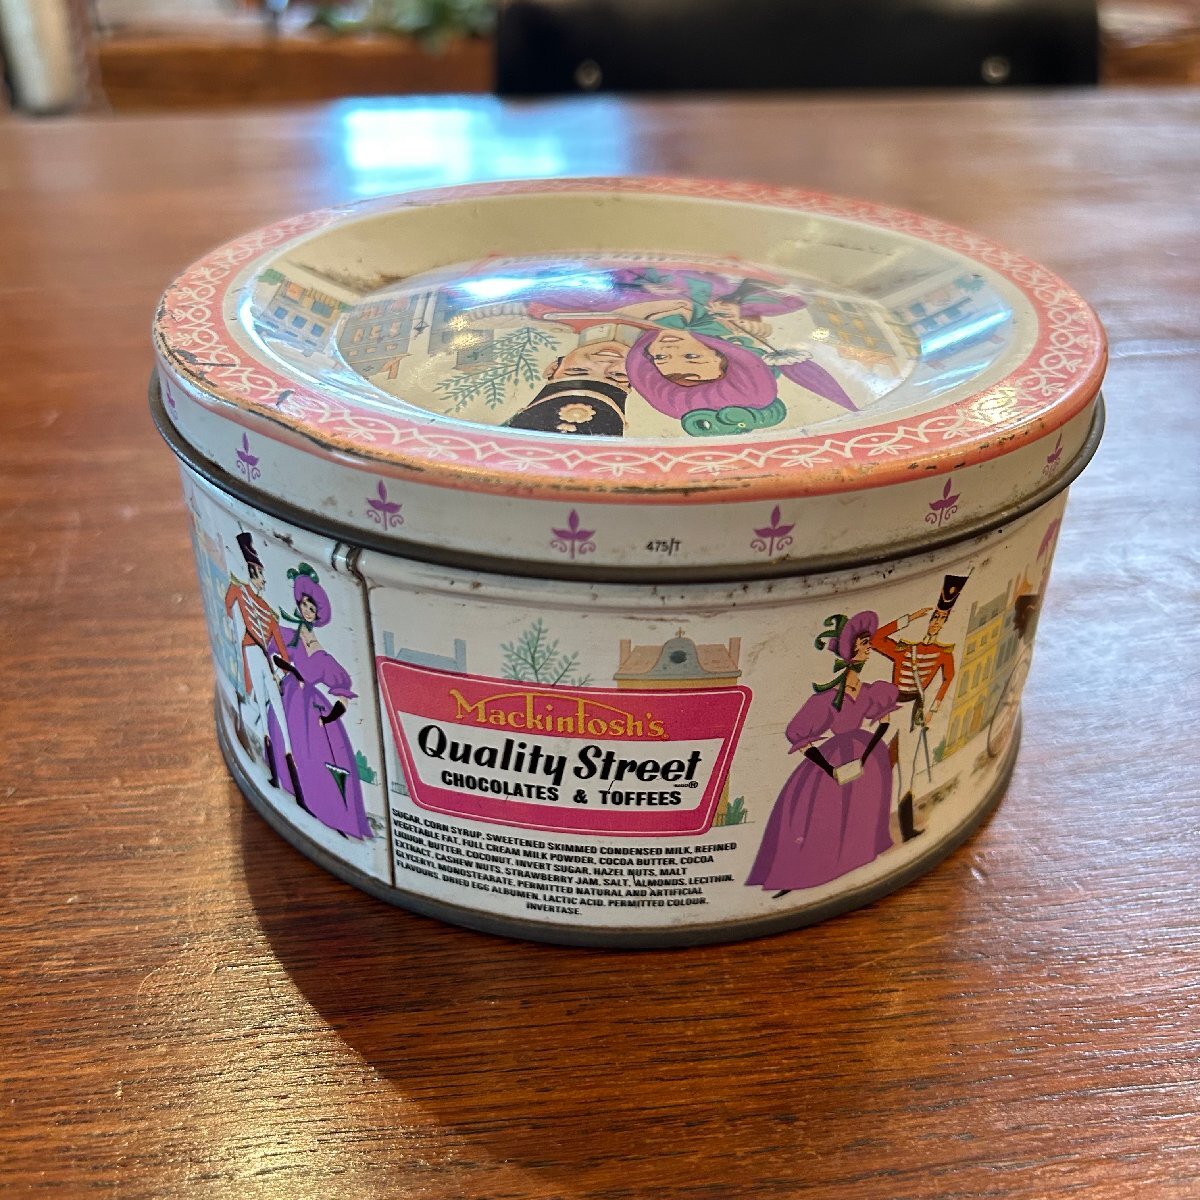 475/T
Mackintosh's
Quality Street
CHOCOLATES & TOFFEES
SUGAR, CORN SYRUP, SWEETENED SKIMMED CONDENSED MILK, REFINED
VEGETABLE FAT, FULL CREAM MILK POWDER, COCOA BUTTER, COCOA
LIQUOR, BUTTER, COCONUT, INVERT SUGAR, HAZEL NUTS, MALT
EXTRACT, CASHEW NUTS, STRAWBERRY JAM, SALT, ALMONDS, LECITHIN,
GLYCERYL MONOSTEARATE, PERMITTED NATURAL AND ARTIFICIAL
FLAVOURS, DRIED EGG ALBUMEN, LACTIC ACID, PERMITTED COLOUR,
INVERTASE.